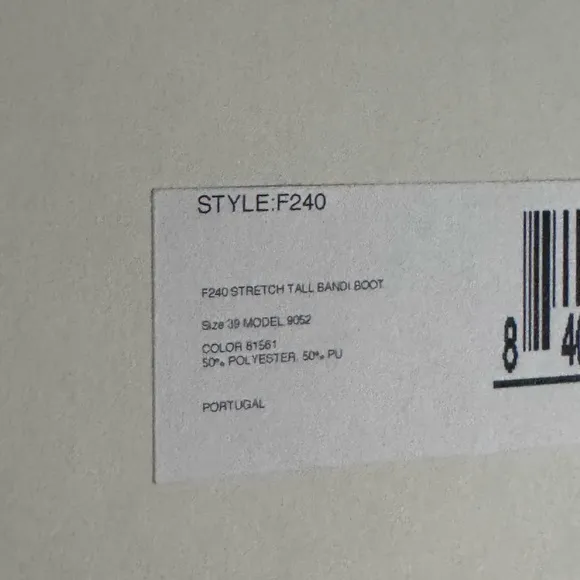 STYLE:F240
F240 STRETCH TALL BANDI BOOT
Size 39 MODEL 9052
COLOR 81561
50% POLYESTER, 50% PU
PORTUGAL
8 4